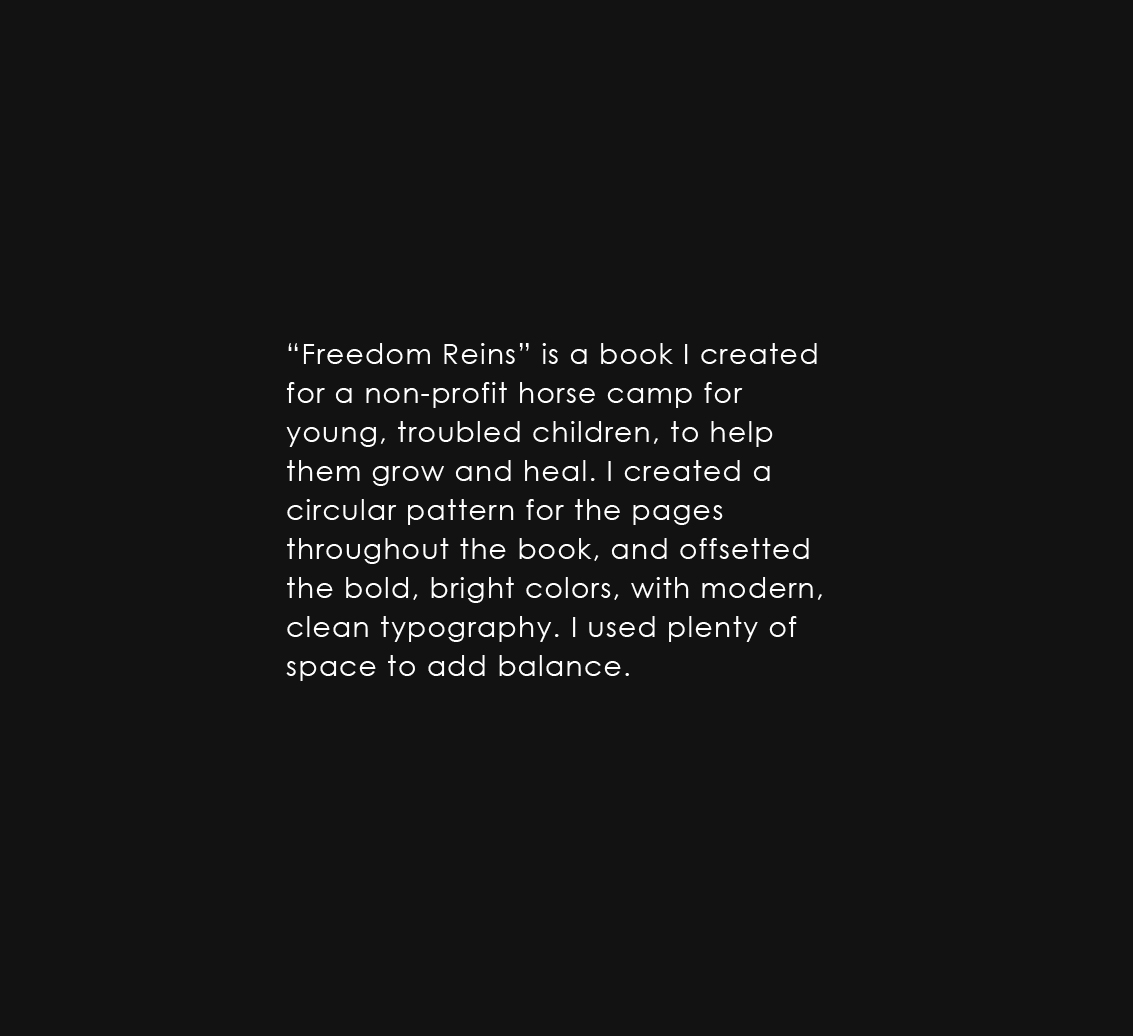 “Freedom Reins” is a book I created
for a non-profit horse camp for
young, troubled children, to help
them grow and heal. I created a
circular pattern for the pages
throughout the book, and offsetted
the bold, bright colors, with modern,
clean typography. I used plenty of
space to add balance.